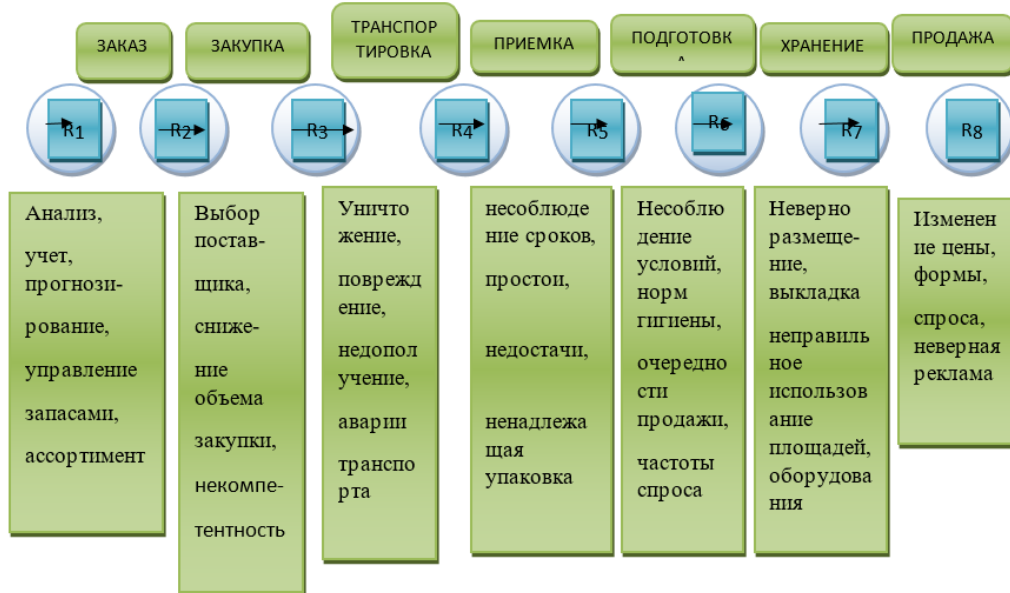 ЗАКАЗ
ЗАКУПКА
ТРАНСПОР
ТИРОВКА
ПРИЕМКА
ПОДГОТОВК
ХРАНЕНИЕ
ПРОДАЖА
R1
R2
R3
R4
R5
R6
R7
R8
Анализ,
учет,
прогнози-
рование,
управление
запасами,
ассортимент
Выбор
постав-
щика,
сниже-
ние
объема
закупки,
некомпе-
тентность
Уничто
жение,
поврежд
ение,
недопол
учение,
аварии
транспо
рта
несоблюде
ние сроков,
простои,
недостачи,
ненадлежа
щая
упаковка
Несоблю
дение
условий,
норм
гигиены,
очередно
сти
продажи,
частоты
спроса
Неверно
размеще-
ние,
выкладка
неправиль
ное
использов
ание
площадей,
оборудова
ния
Изменен
ие цены,
формы,
спроса,
неверная
реклама